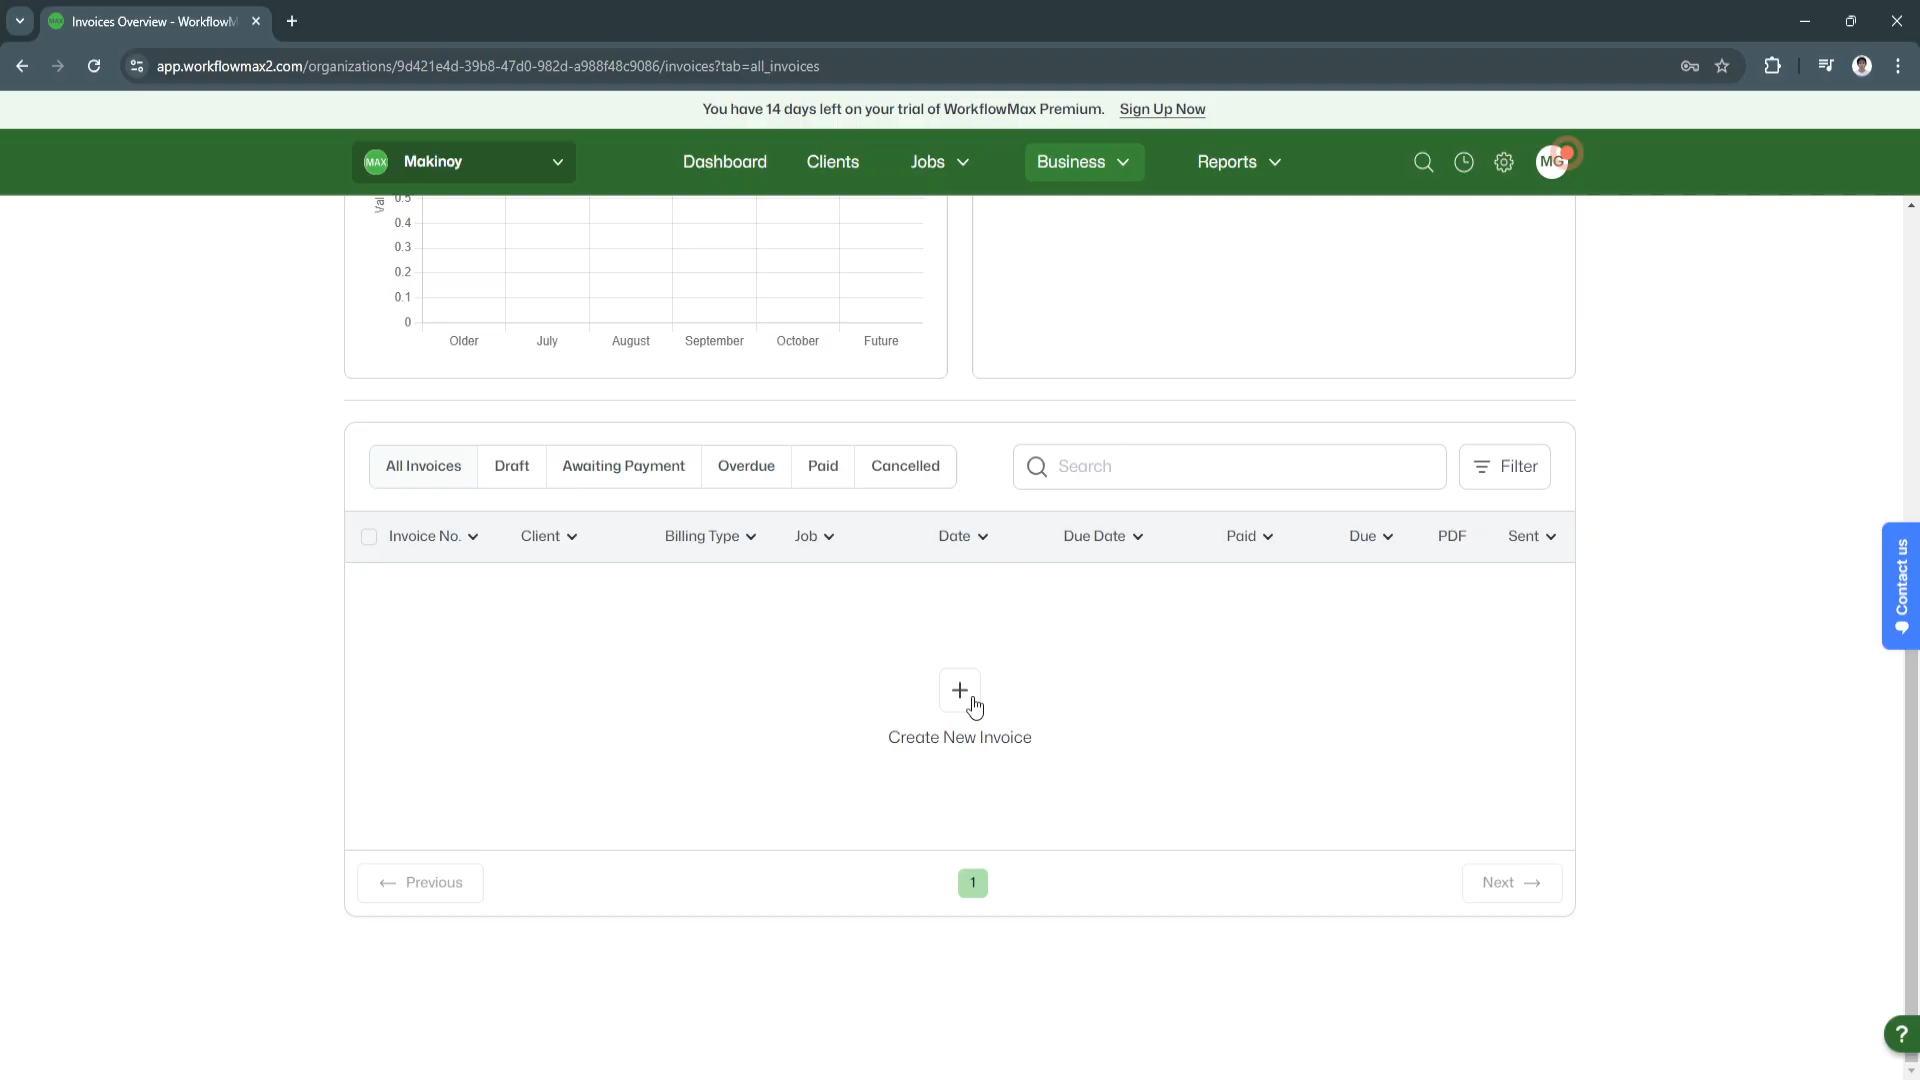 Invoices Overview - WorkflowM
app.workflowmax2.com/organizations/9d421e4d-39b8-47d0-982d-a988f48c9086/invoices?tab=all_invoices
You have 14 days left on your trial of WorkflowMax Premium. Sign Up Now
MAX Makinoy Dashboard Clients Jobs Business Reports MG
Val
0.5
0.4
0.3
0.2
0.1
0
Older July August September October Future
All Invoices Draft Awaiting Payment Overdue Paid Cancelled Search Filter
Invoice No. Client Billing Type Job Date Due Date Paid Due PDF Sent
Contact us
+
Create New Invoice
← Previous 1 Next →
?